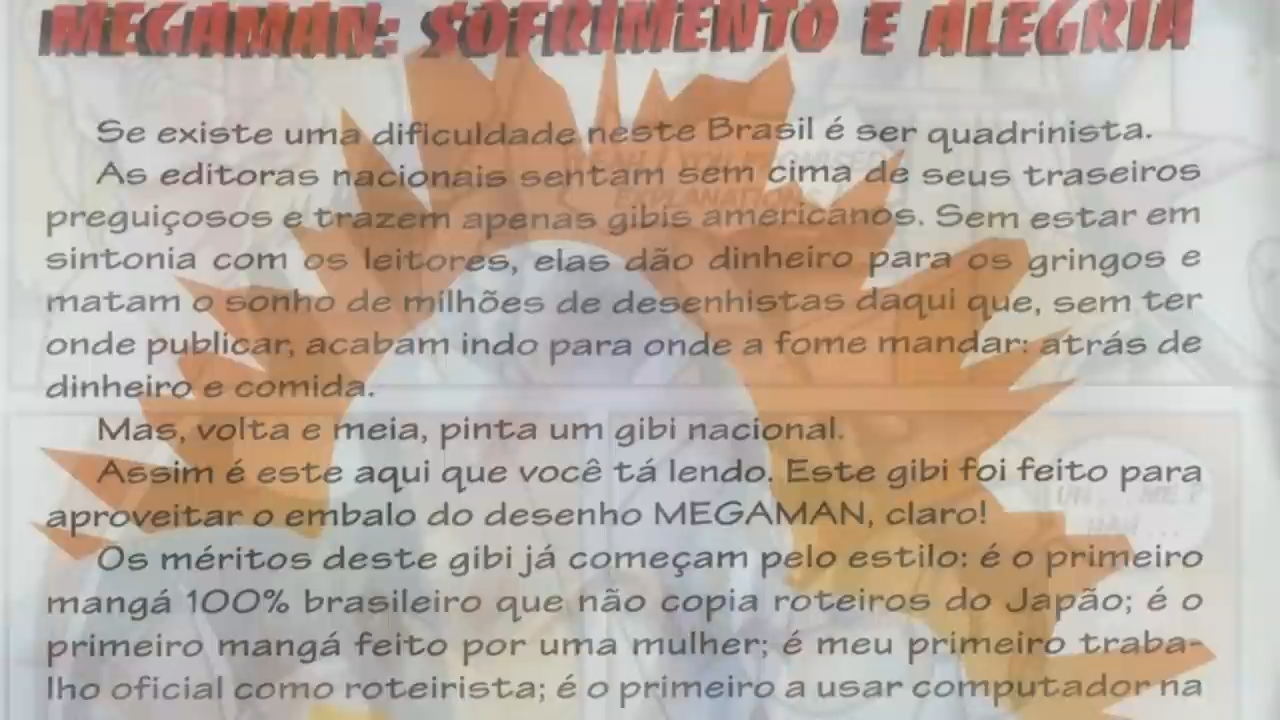 MEGAMAN: SOFRIMENTO E ALEGRIA
Se existe uma dificuldade neste Brasil é ser quadrinista.
As editoras nacionais sentam sem cima de seus traseiros
preguiçosos e trazem apenas gibis americanos. Sem estar em
sintonia com os leitores, elas dão dinheiro para os gringos e
matam o sonho de milhões de desenhistas daqui que, sem ter
onde publicar, acabam indo para onde a fome mandar: atrás de
dinheiro e comida.
Mas, volta e meia, pinta um gibi nacional.
Assim é este aqui que você tá lendo. Este gibi foi feito para
aproveitar o embalo do desenho MEGAMAN, claro!
Os méritos deste gibi já começam pelo estilo: é o primeiro
mangá 100% brasileiro que não copia roteiros do Japão; é o
primeiro mangá feito por uma mulher; é meu primeiro traba-
lho oficial como roteirista; é o primeiro a usar computador na